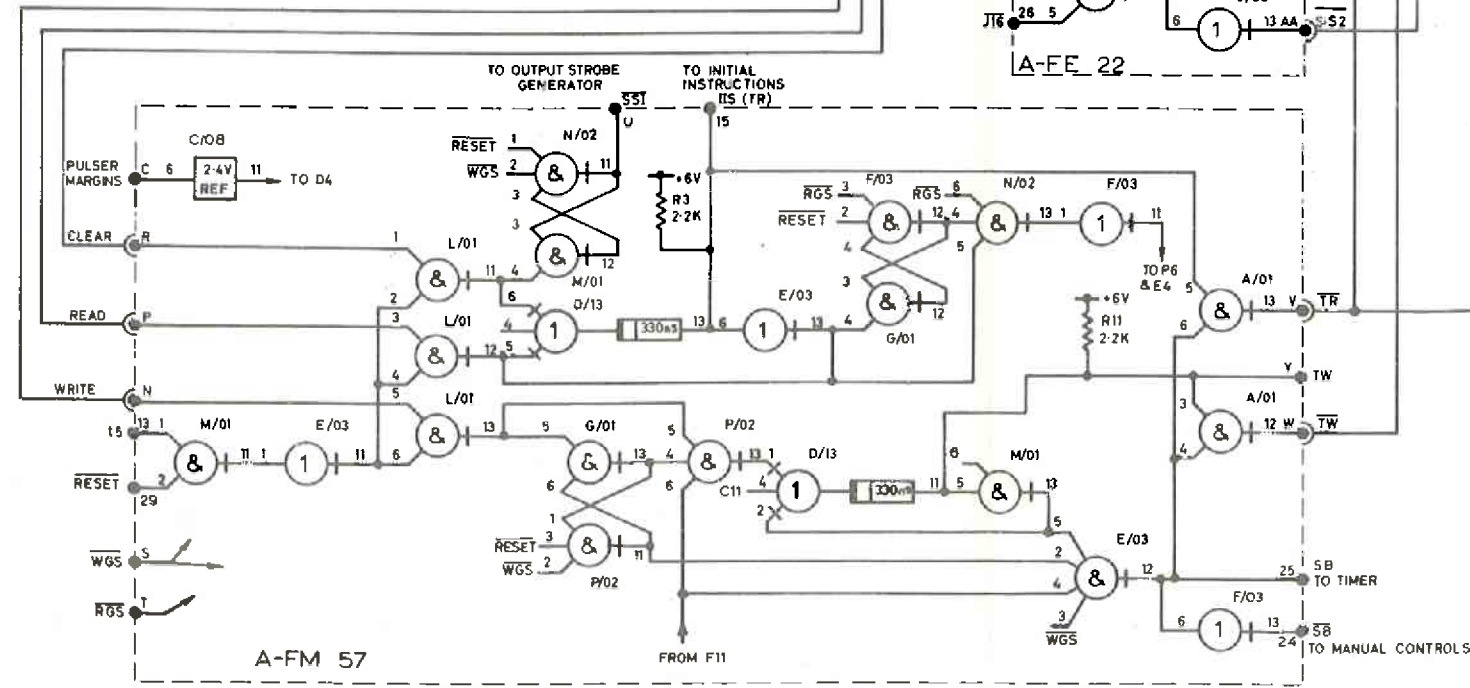 J16 26 5
6 1 13 AA SS2
A-FE 22
TO OUTPUT STROBE
GENERATOR
TO INITIAL
INSTRUCTIONS
SSI
U
IIS (TR)
15
PULSER
MARGINS
C 6
C/08
2·4V
REF
11
TO D4
RESET 1
WGS 2
N/02
&
11
3
3
&
12
M/01
+6V
R3
2·2K
RGS 3
RESET 2
F/03
&
12
4
RGS 6
4
5
N/02
&
13 1
F/03
1
11
TO P6
& E4
3
&
12
4
G/01
CLEAR R
1
L/01
&
2
11 4
6
D/13
4
1
5
330nS
13 6
E/03
1
13
READ P
3
L/01
&
4
12
A/01
5
&
6
13 V TR
+6V
R11
2·2K
Y TW
A/01
3
&
4
12 W TW
WRITE N
5
L/01
&
6
13
t5 13 1
M/01
&
11 1
E/03
1
11
RESET 29 2
5
G/01
&
13
6
4
5
P/02
&
6
13 1
D/13
C11 4
1
2
330nS
11 5
6
M/01
&
13
1
RESET 3
WGS 2
&
11
P/02
WGS S
RGS T
5
E/03
2
&
4
3
WGS
12
25 SB
TO TIMER
F/03
6 1 13
24 SB
TO MANUAL CONTROLS
FROM F11
A-FM 57